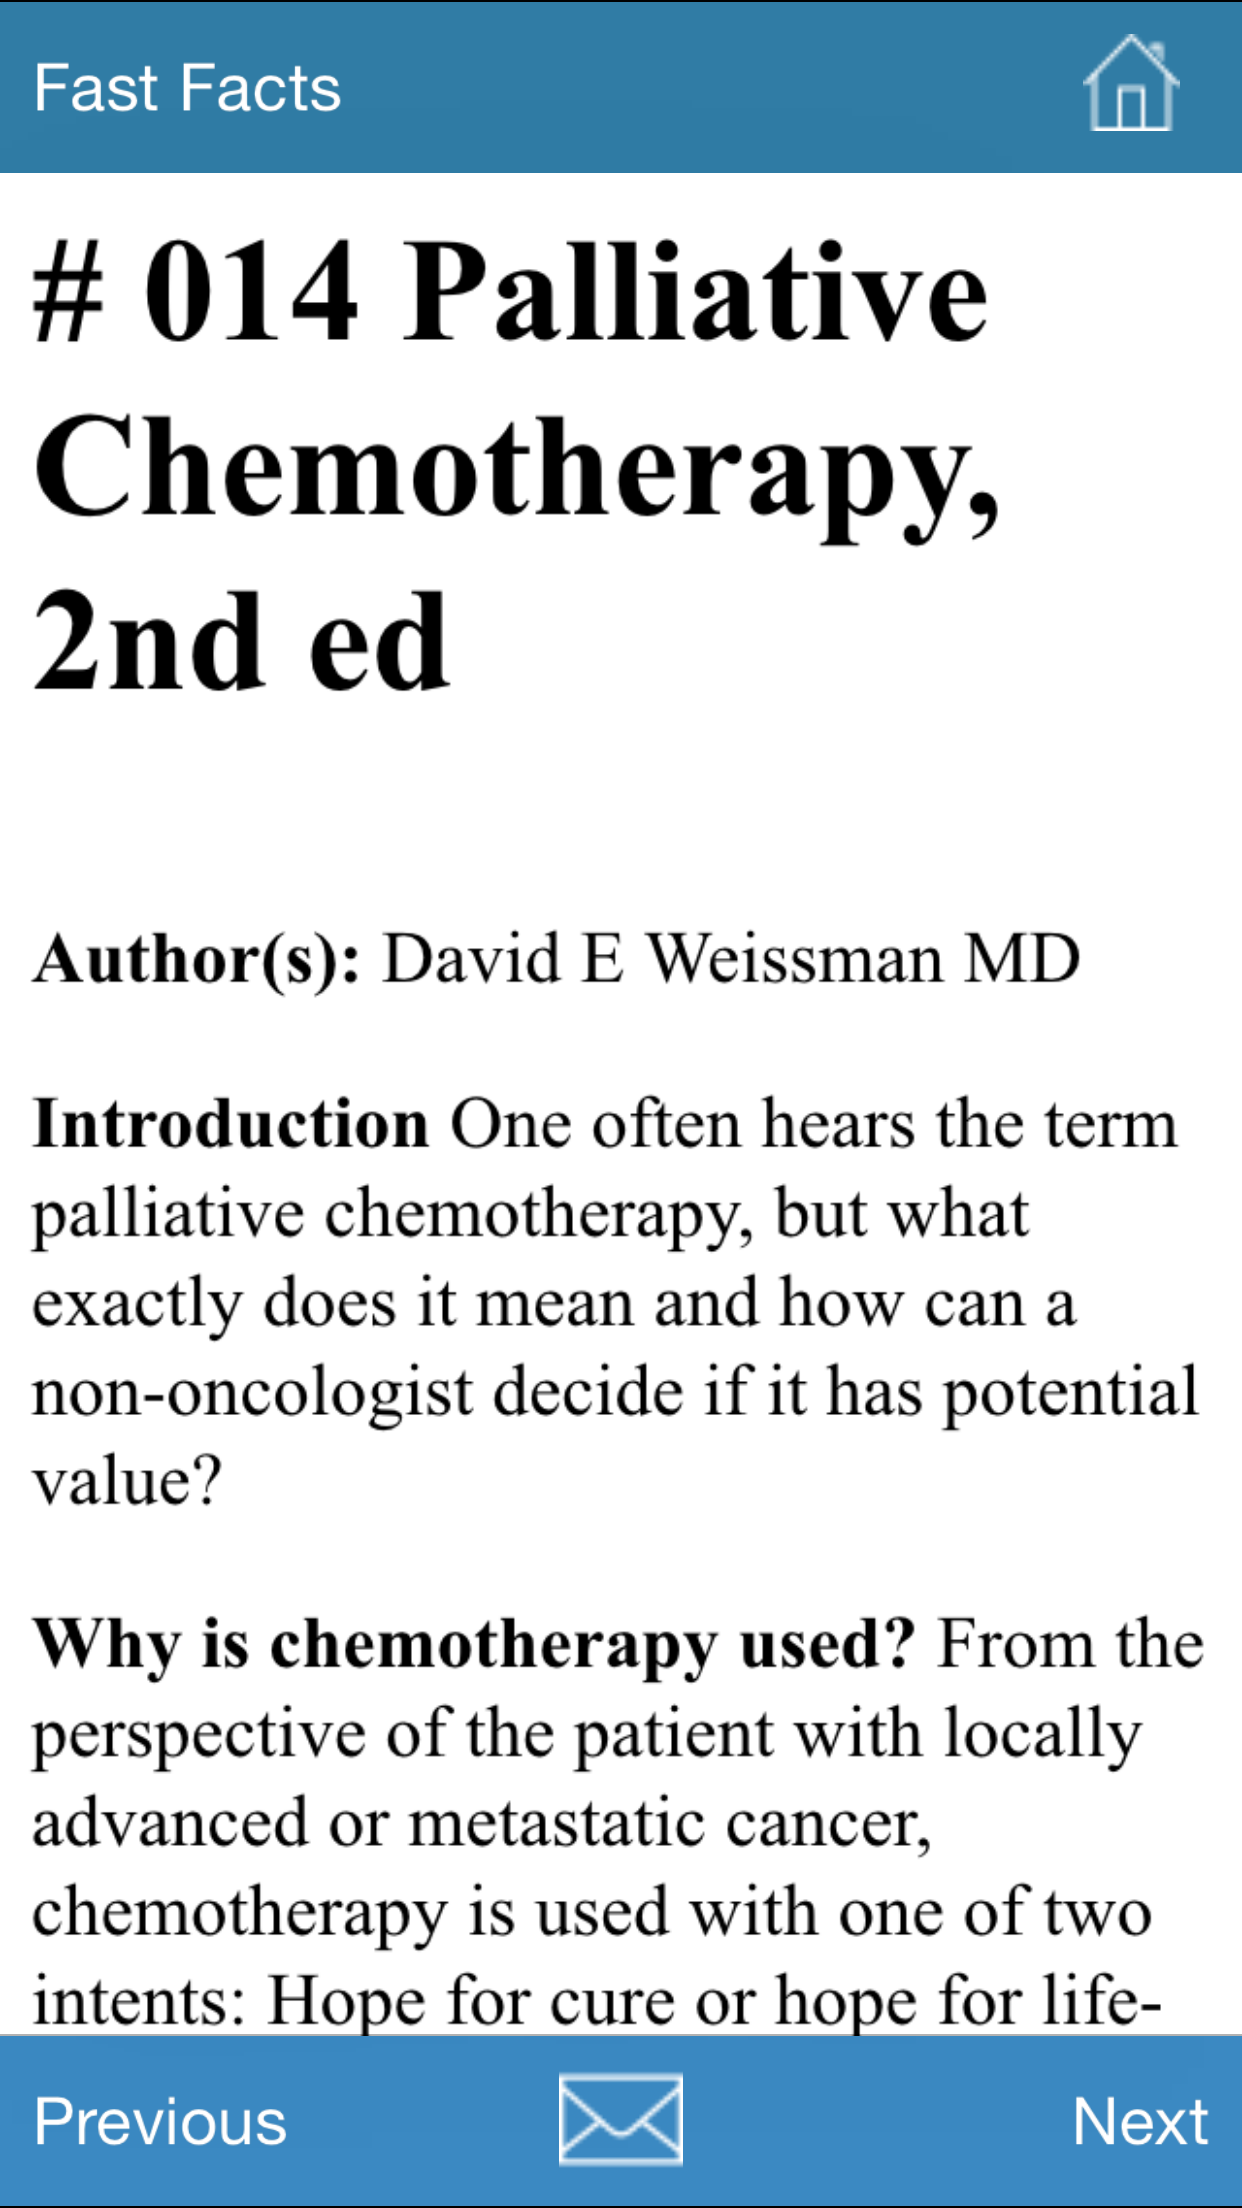 Fast Facts
# 014 Palliative
Chemotherapy,
2nd ed
Author(s): David E Weissman MD
Introduction One often hears the term
palliative chemotherapy, but what
exactly does it mean and how can a
non-oncologist decide if it has potential
value?
Why is chemotherapy used? From the
perspective of the patient with locally
advanced or metastatic cancer,
chemotherapy is used with one of two
intents: Hope for cure or hope for life-
Previous
Next